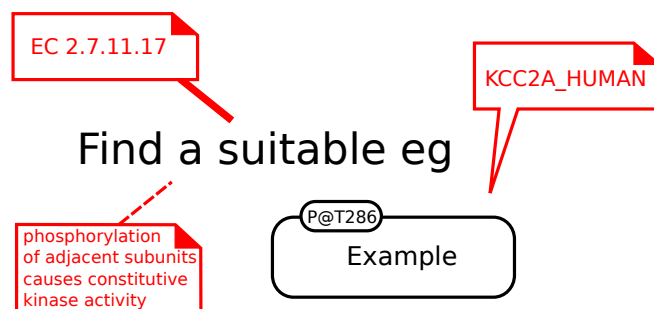 EC 2.7.11.17
KCC2A_HUMAN
Find a suitable eg
P@T286
Example
phosphorylation
of adjacent subunits
causes constitutive
kinase activity